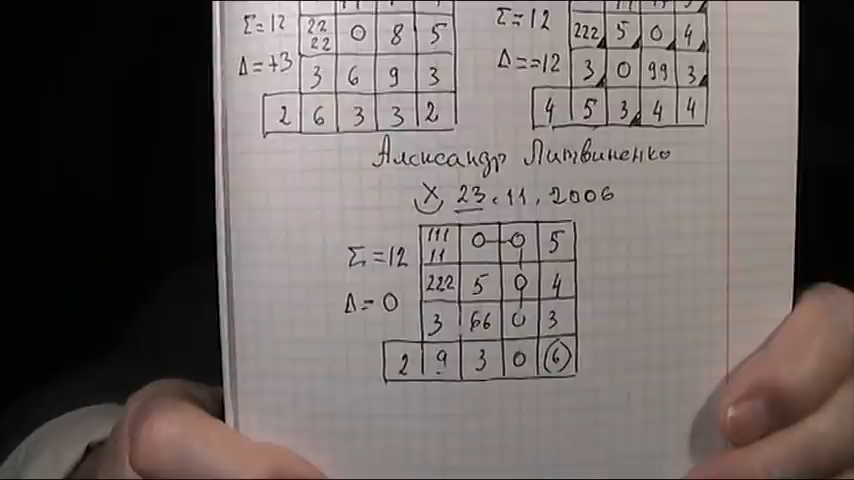 Σ=12
22 22 0 8 5
Δ=+3
3 6 9 3
2 6 3 3 2
Σ=12
222 5 0 4
Δ==12
3 0 99 3
4 5 3 4 4
Александр Литвиненко
X 23.11.2006
Σ=12
111 11 0 0 5
222 5 0 4
Δ=0
3 66 0 3
2 9 3 0 6